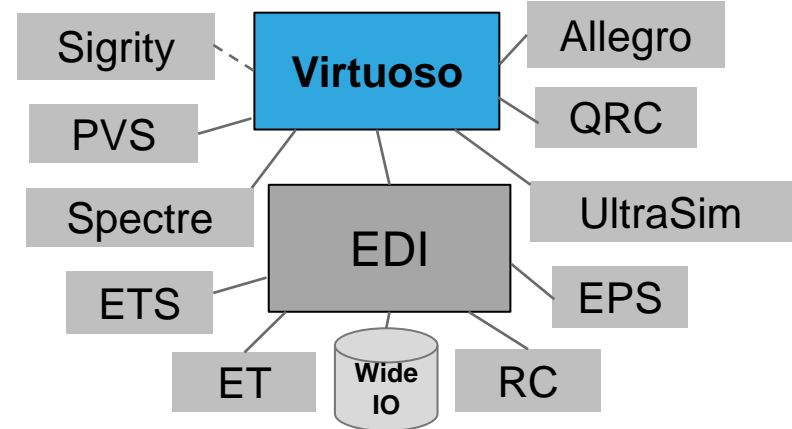 Sigrity
Virtuoso
Allegro
PVS
QRC
Spectre
UltraSim
EDI
ETS
EPS
ET
Wide
IO
RC